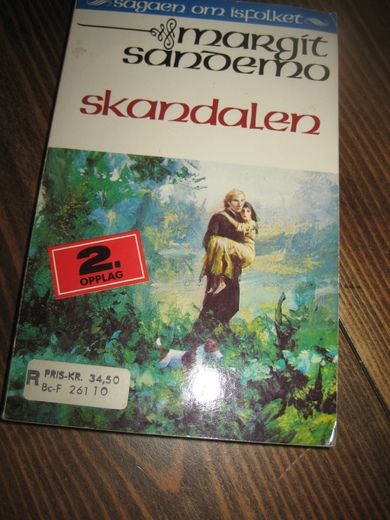 sagaen om isfolket
margit
sandemo
skandalen
2.
OPPLAG
R PRIS-KR. 34,50
Bc-F 26110